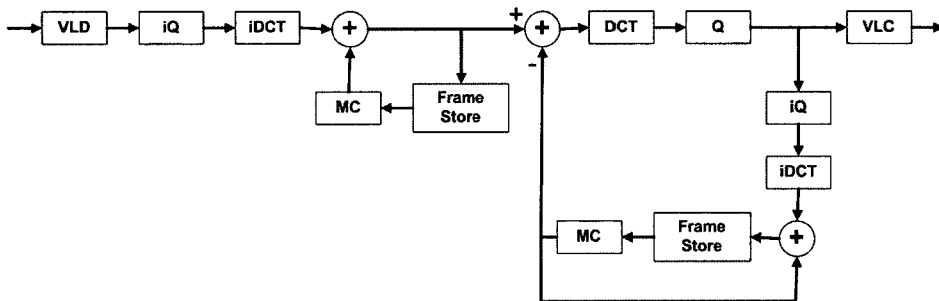 VLD
iQ
iDCT
+
+
+
DCT
Q
VLC
-
MC
Frame
Store
iQ
iDCT
MC
Frame
Store
+